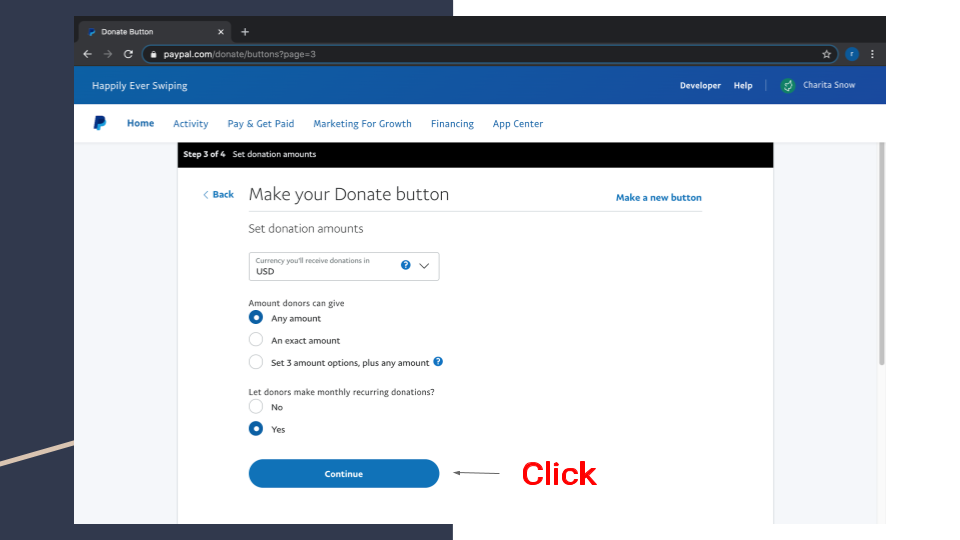 Donate Button
paypal.com/donate/buttons?page=3
Happily Ever Swiping
Developer Help Charita Snow
Home Activity Pay & Get Paid Marketing For Growth Financing App Center
Step 3 of 4 Set donation amounts
Back Make your Donate button Make a new button
Set donation amounts
Currency you'll receive donations in
USD
Amount donors can give
Any amount
An exact amount
Set 3 amount options, plus any amount ?
Let donors make monthly recurring donations?
No
Yes
Continue
Click